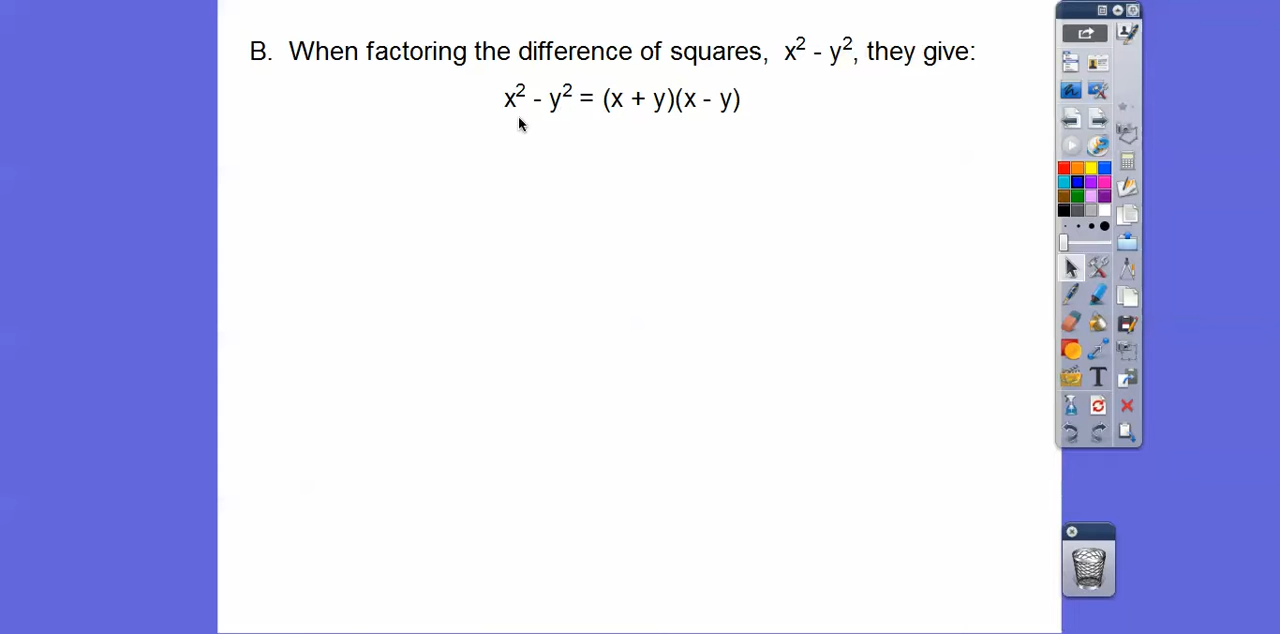 B. When factoring the difference of squares, x² - y², they give:
x² - y² = (x + y)(x - y)
T